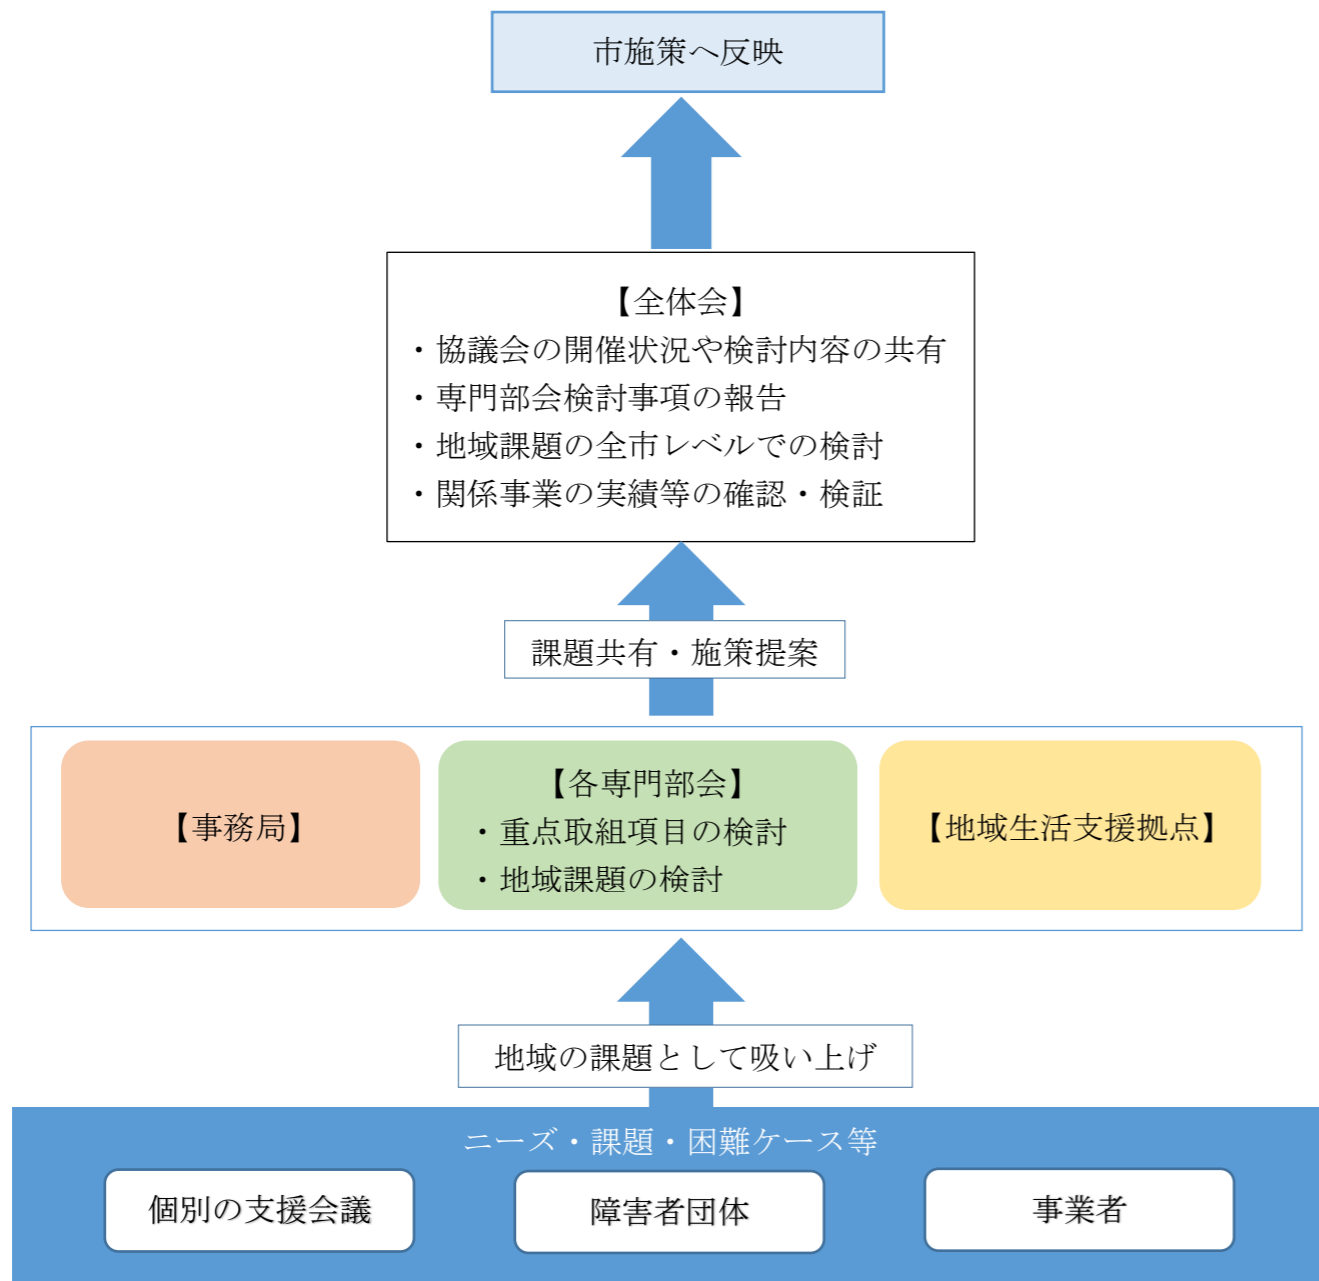 市施策へ反映
【全体会】
・協議会の開催状況や検討内容の共有
・専門部会検討事項の報告
・地域課題の全市レベルでの検討
・関係事業の実績等の確認・検証
課題共有・施策提案
【事務局】
【各専門部会】
・重点取組項目の検討
・地域課題の検討
【地域生活支援拠点】
地域の課題として吸い上げ
ニーズ・課題・困難ケース等
個別の支援会議
障害者団体
事業者